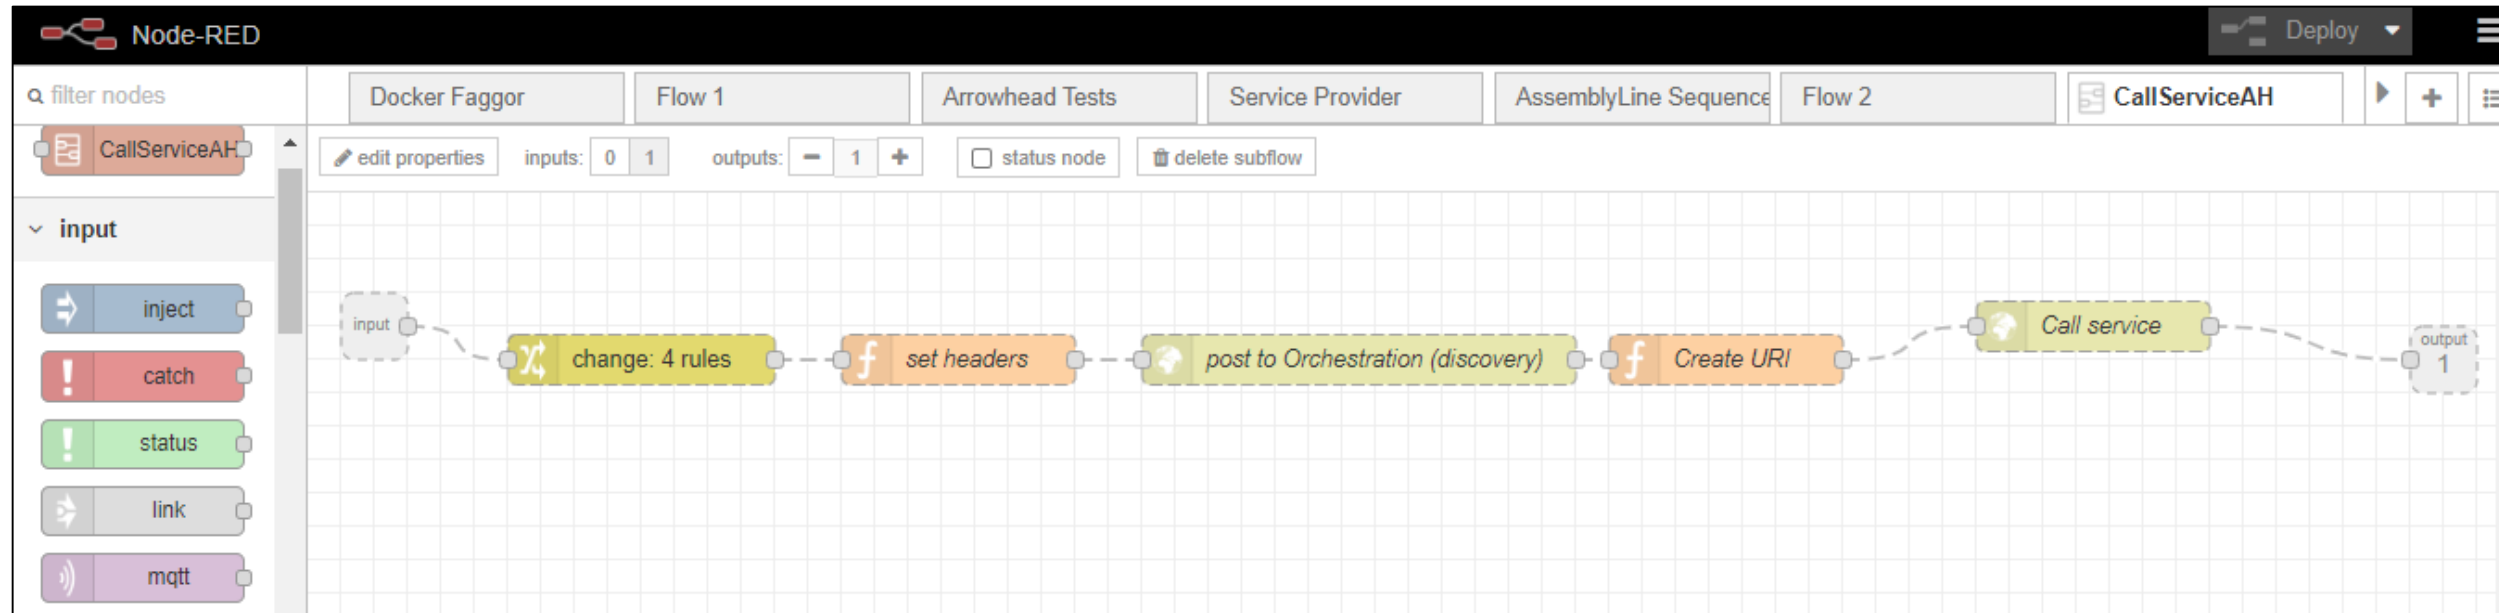 Node-RED
Deploy
filter nodes
Docker Faggor
Flow 1
Arrowhead Tests
Service Provider
AssemblyLine Sequence
Flow 2
CallServiceAH
CallServiceAH
edit properties
inputs: 0 1
outputs: - 1 +
status node
delete subflow
input
inject
catch
status
link
mqtt
input
change: 4 rules
set headers
post to Orchestration (discovery)
Create URI
Call service
output
1